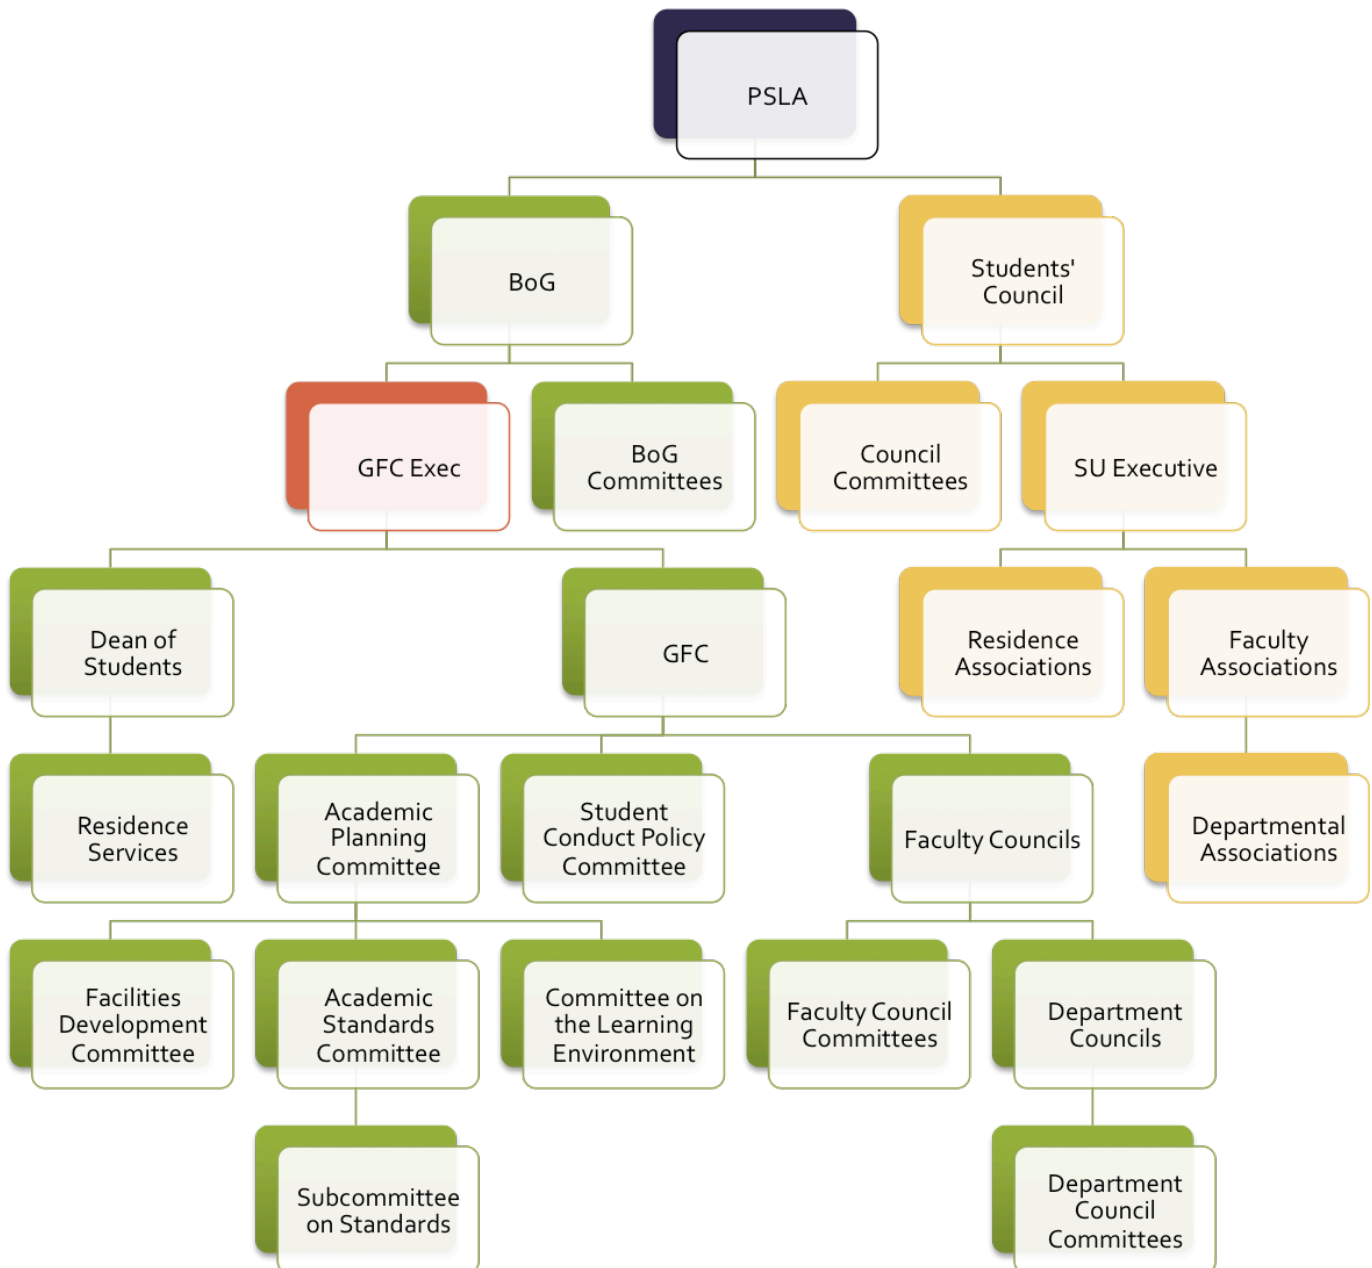 PSLA
BoG
Students'
Council
GFC Exec
BoG
Committees
Council
Committees
SU Executive
Dean of
Students
GFC
Residence
Associations
Faculty
Associations
Residence
Services
Academic
Planning
Committee
Student
Conduct Policy
Committee
Faculty Councils
Departmental
Associations
Facilities
Development
Committee
Academic
Standards
Committee
Committee on
the Learning
Environment
Faculty Council
Committees
Department
Councils
Subcommittee
on Standards
Department
Council
Committees